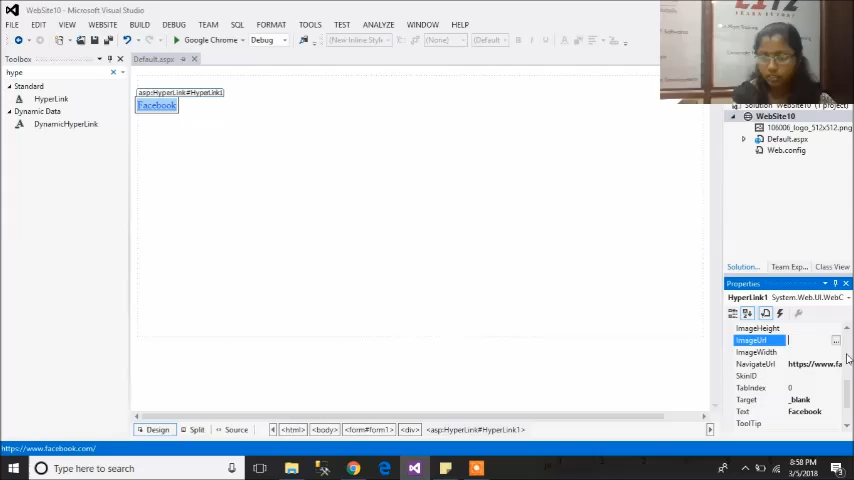 WebSite10 - Microsoft Visual Studio
FILE EDIT VIEW WEBSITE BUILD DEBUG TEAM SQL FORMAT TOOLS TEST ANALYZE WINDOW HELP
Google Chrome Debug (New Inline Style) (None) (Default) B I U A
Toolbox
Default.aspx
hype
Standard
HyperLink
Dynamic Data
DynamicHyperLink
asp:HyperLink#HyperLink1
Facebook
WebSite10
106006_logo_512x512.png
Default.aspx
Web.config
Solution... Team Exp... Class View
Properties
HyperLink1 System.Web.UI.WebC
ImageHeight
ImageUrl
ImageWidth
NavigateUrl https://www.fa
SkinID
TabIndex 0
Target _blank
Text Facebook
ToolTip
Design Split Source <html> <body> <form#form1> <div> <asp:HyperLink#HyperLink1>
https://www.facebook.com/
Type here to search
8:58 PM
3/5/2018